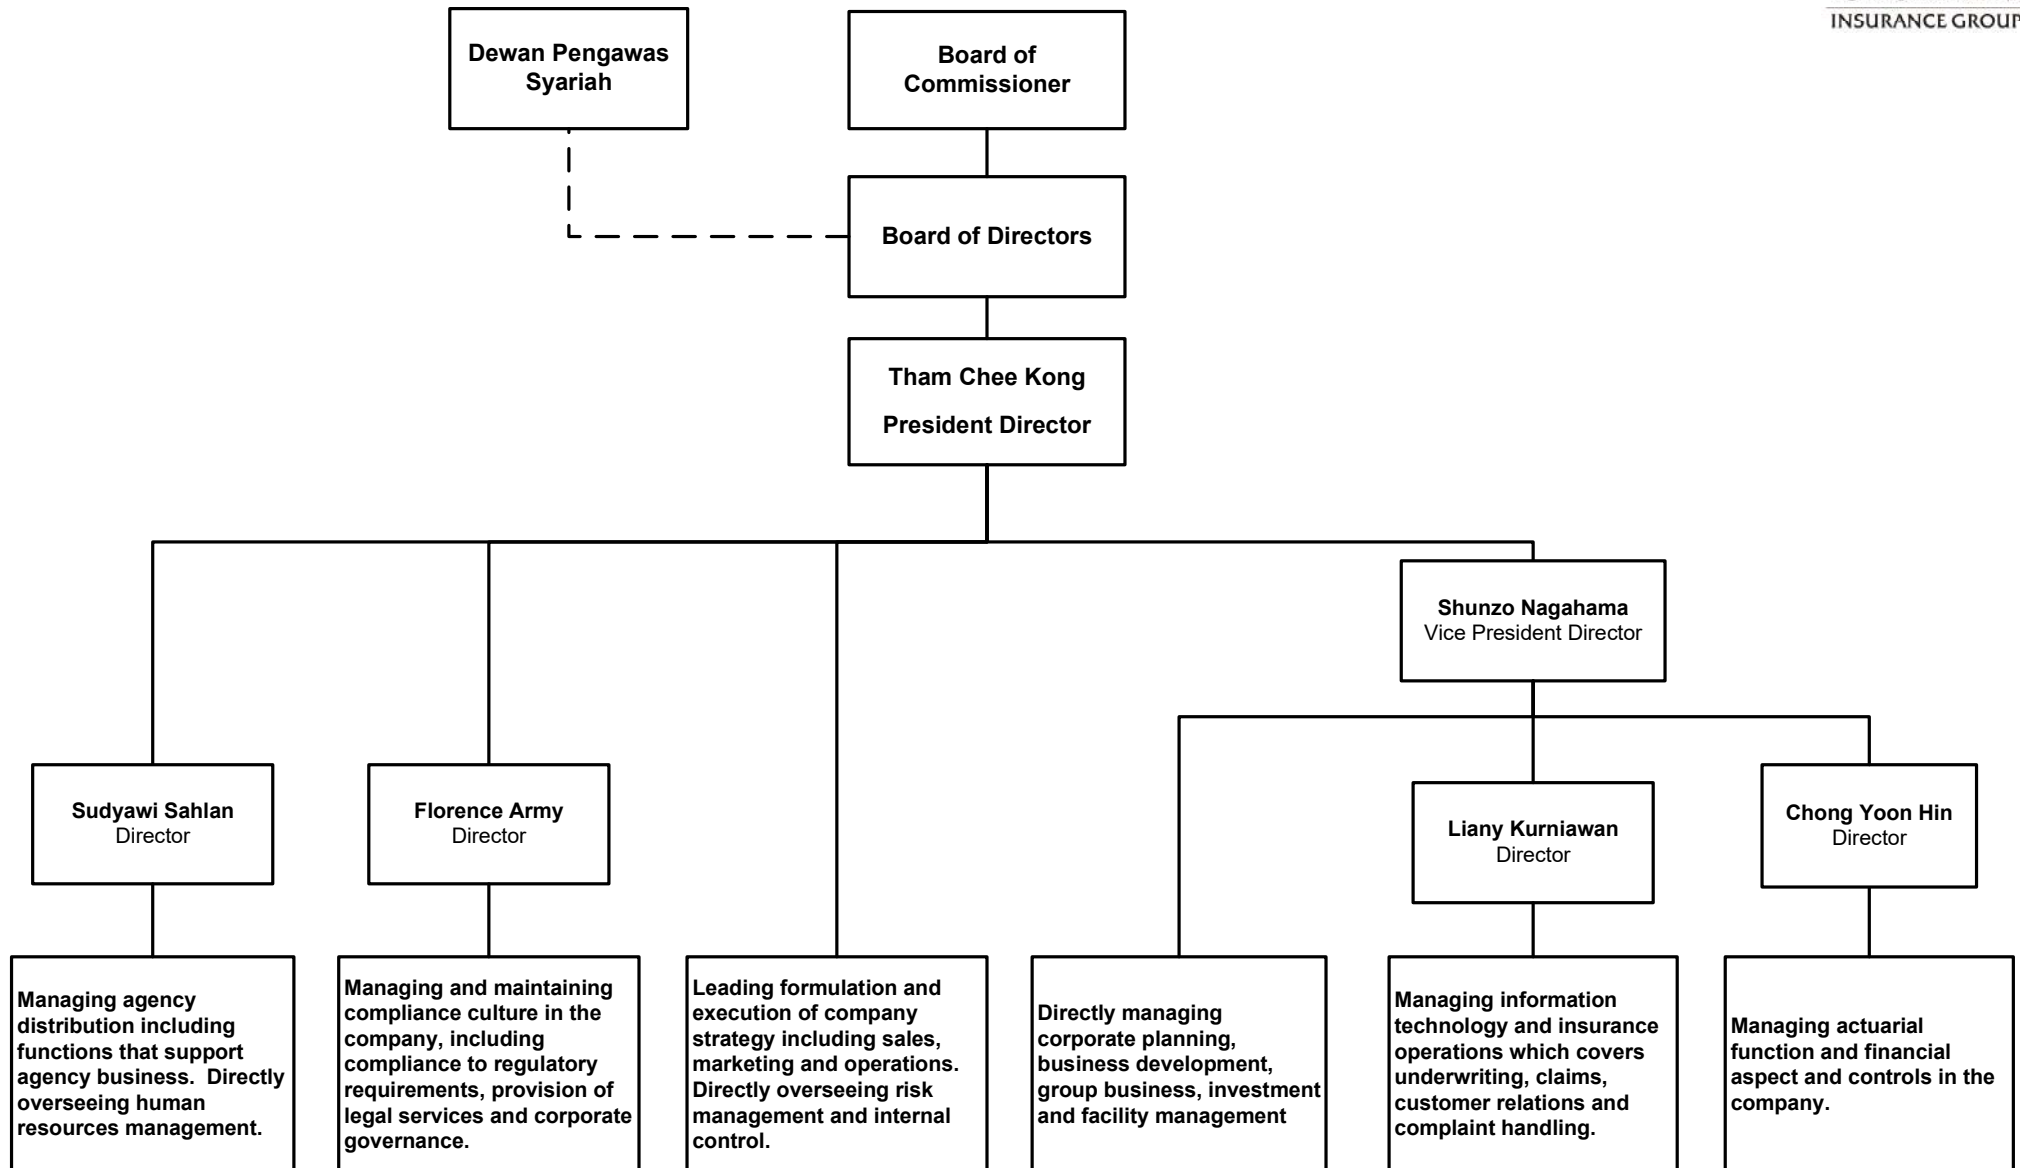 INSURANCE GROUP
Dewan Pengawas
Syariah
Board of
Commissioner
Board of Directors
Tham Chee Kong
President Director
Shunzo Nagahama
Vice President Director
Sudyawi Sahlan
Director
Florence Army
Director
Liany Kurniawan
Director
Chong Yoon Hin
Director
Managing agency
distribution including
functions that support
agency business.  Directly
overseeing human
resources management.
Managing and maintaining
compliance culture in the
company, including
compliance to regulatory
requirements, provision of
legal services and corporate
governance.
Leading formulation and
execution of company
strategy including sales,
marketing and operations.
Directly overseeing risk
management and internal
control.
Directly managing
corporate planning,
business development,
group business, investment
and facility management
Managing information
technology and insurance
operations which covers
underwriting, claims,
customer relations and
complaint handling.
Managing actuarial
function and financial
aspect and controls in the
company.